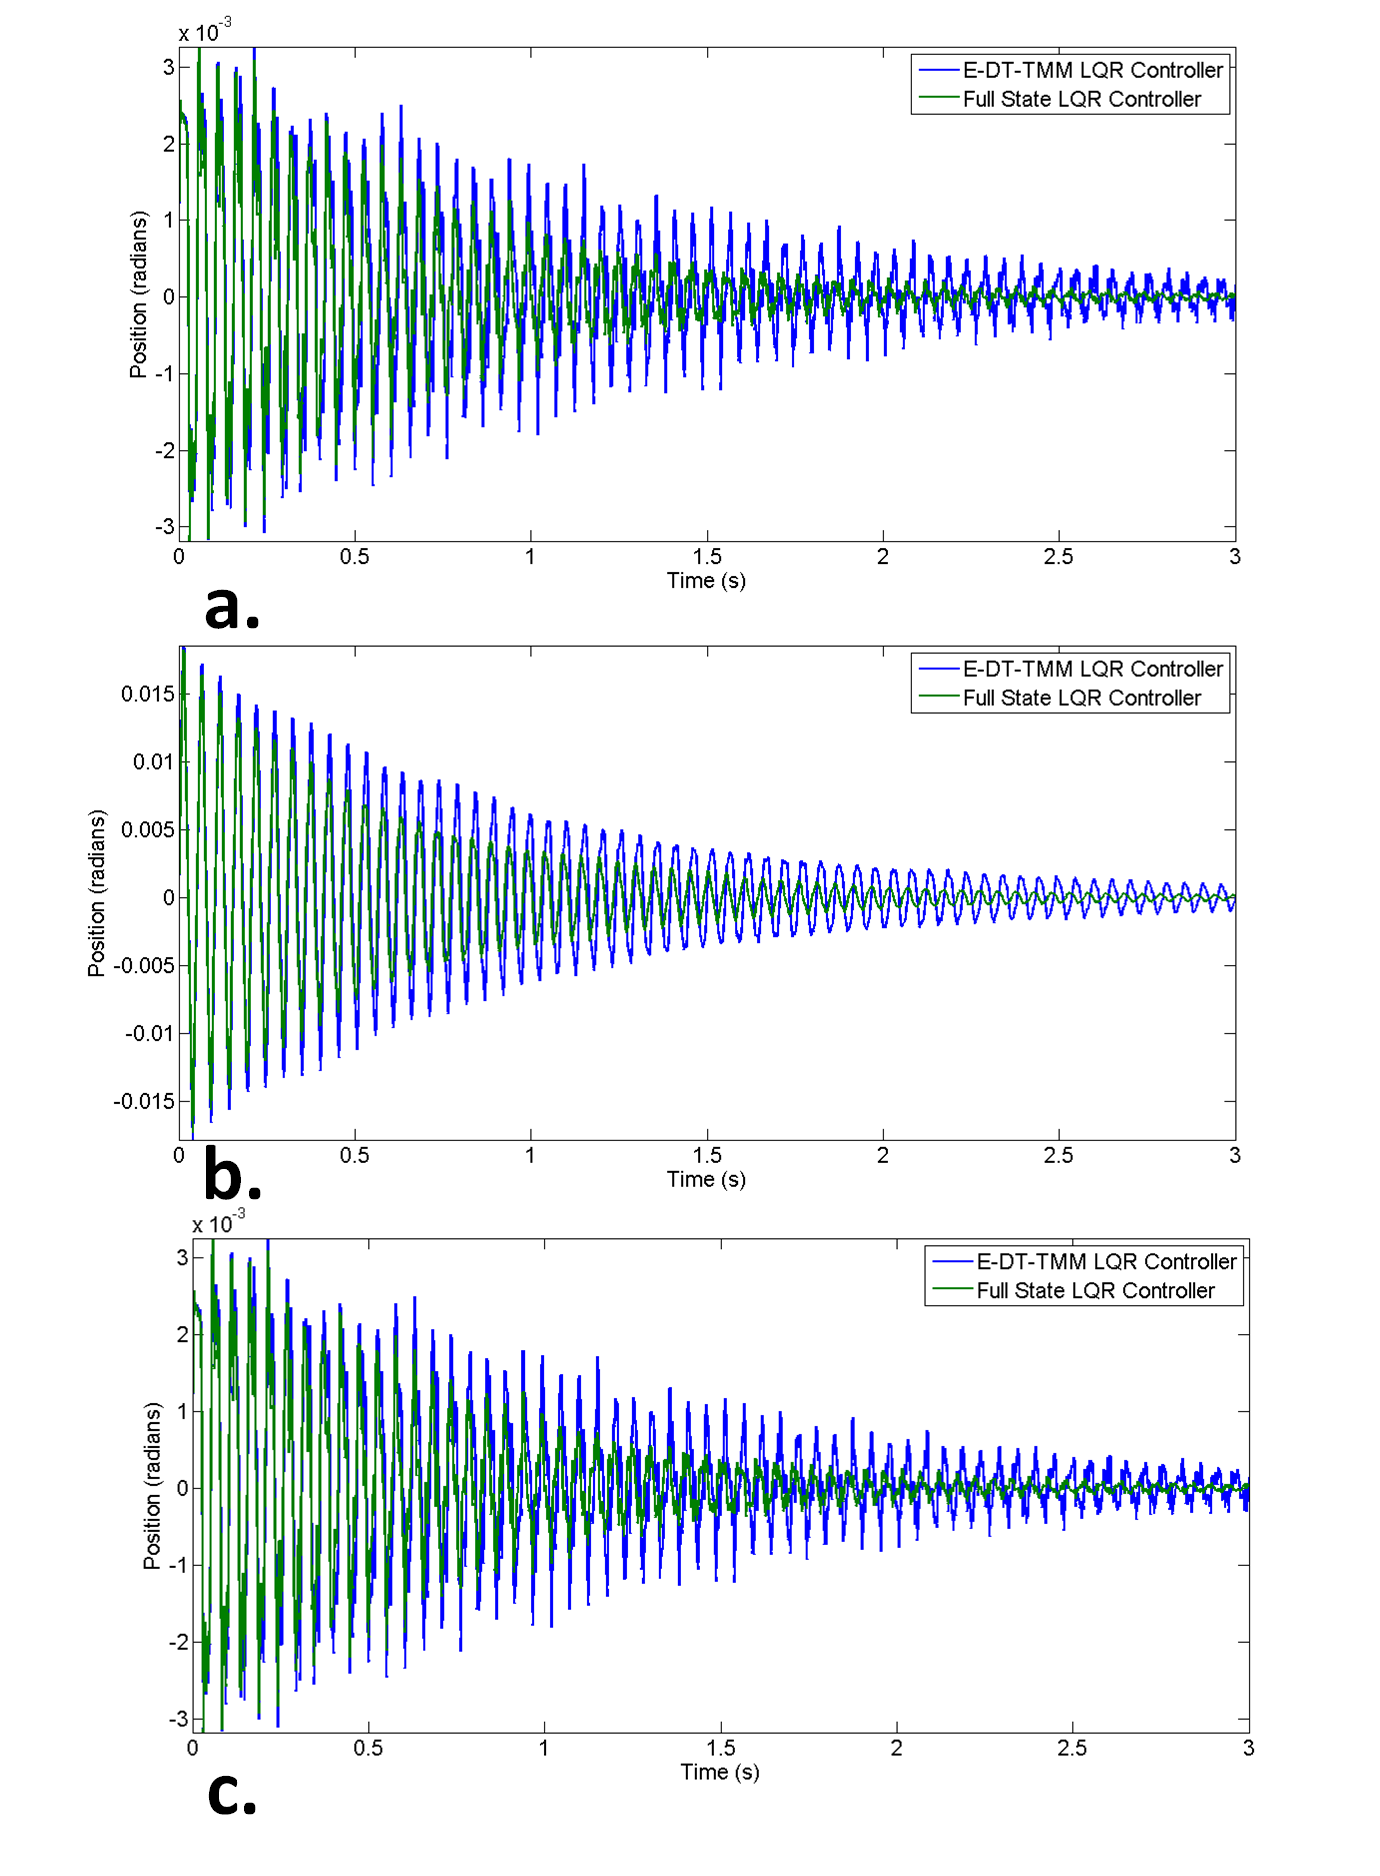 x 10-3
E-DT-TMM LQR Controller
Full State LQR Controller
3
2
1
0
-1
-2
-3
Position (radians)
0 0.5 1 1.5 2 2.5 3
Time (s)
a.
E-DT-TMM LQR Controller
Full State LQR Controller
0.015
0.01
0.005
0
-0.005
-0.01
-0.015
Position (radians)
0 0.5 1 1.5 2 2.5 3
Time (s)
b.
x 10-3
E-DT-TMM LQR Controller
Full State LQR Controller
3
2
1
0
-1
-2
-3
Position (radians)
0 0.5 1 1.5 2 2.5 3
Time (s)
c.